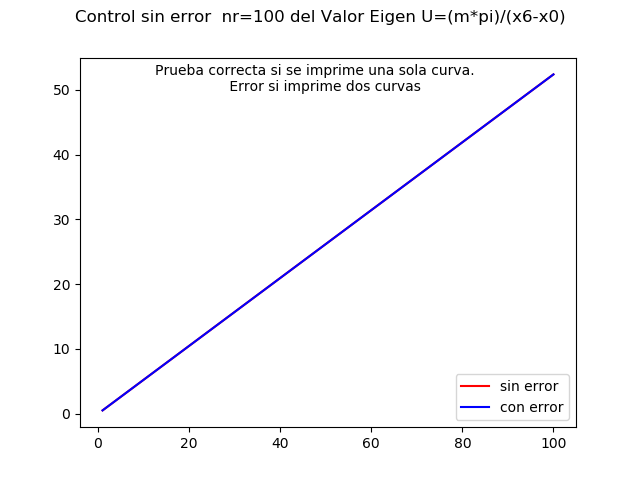 Control sin error  nr=100 del Valor Eigen U=(m*pi)/(x6-x0)
Prueba correcta si se imprime una sola curva.
Error si imprime dos curvas
50
40
30
20
10
0
sin error
con error
0 20 40 60 80 100